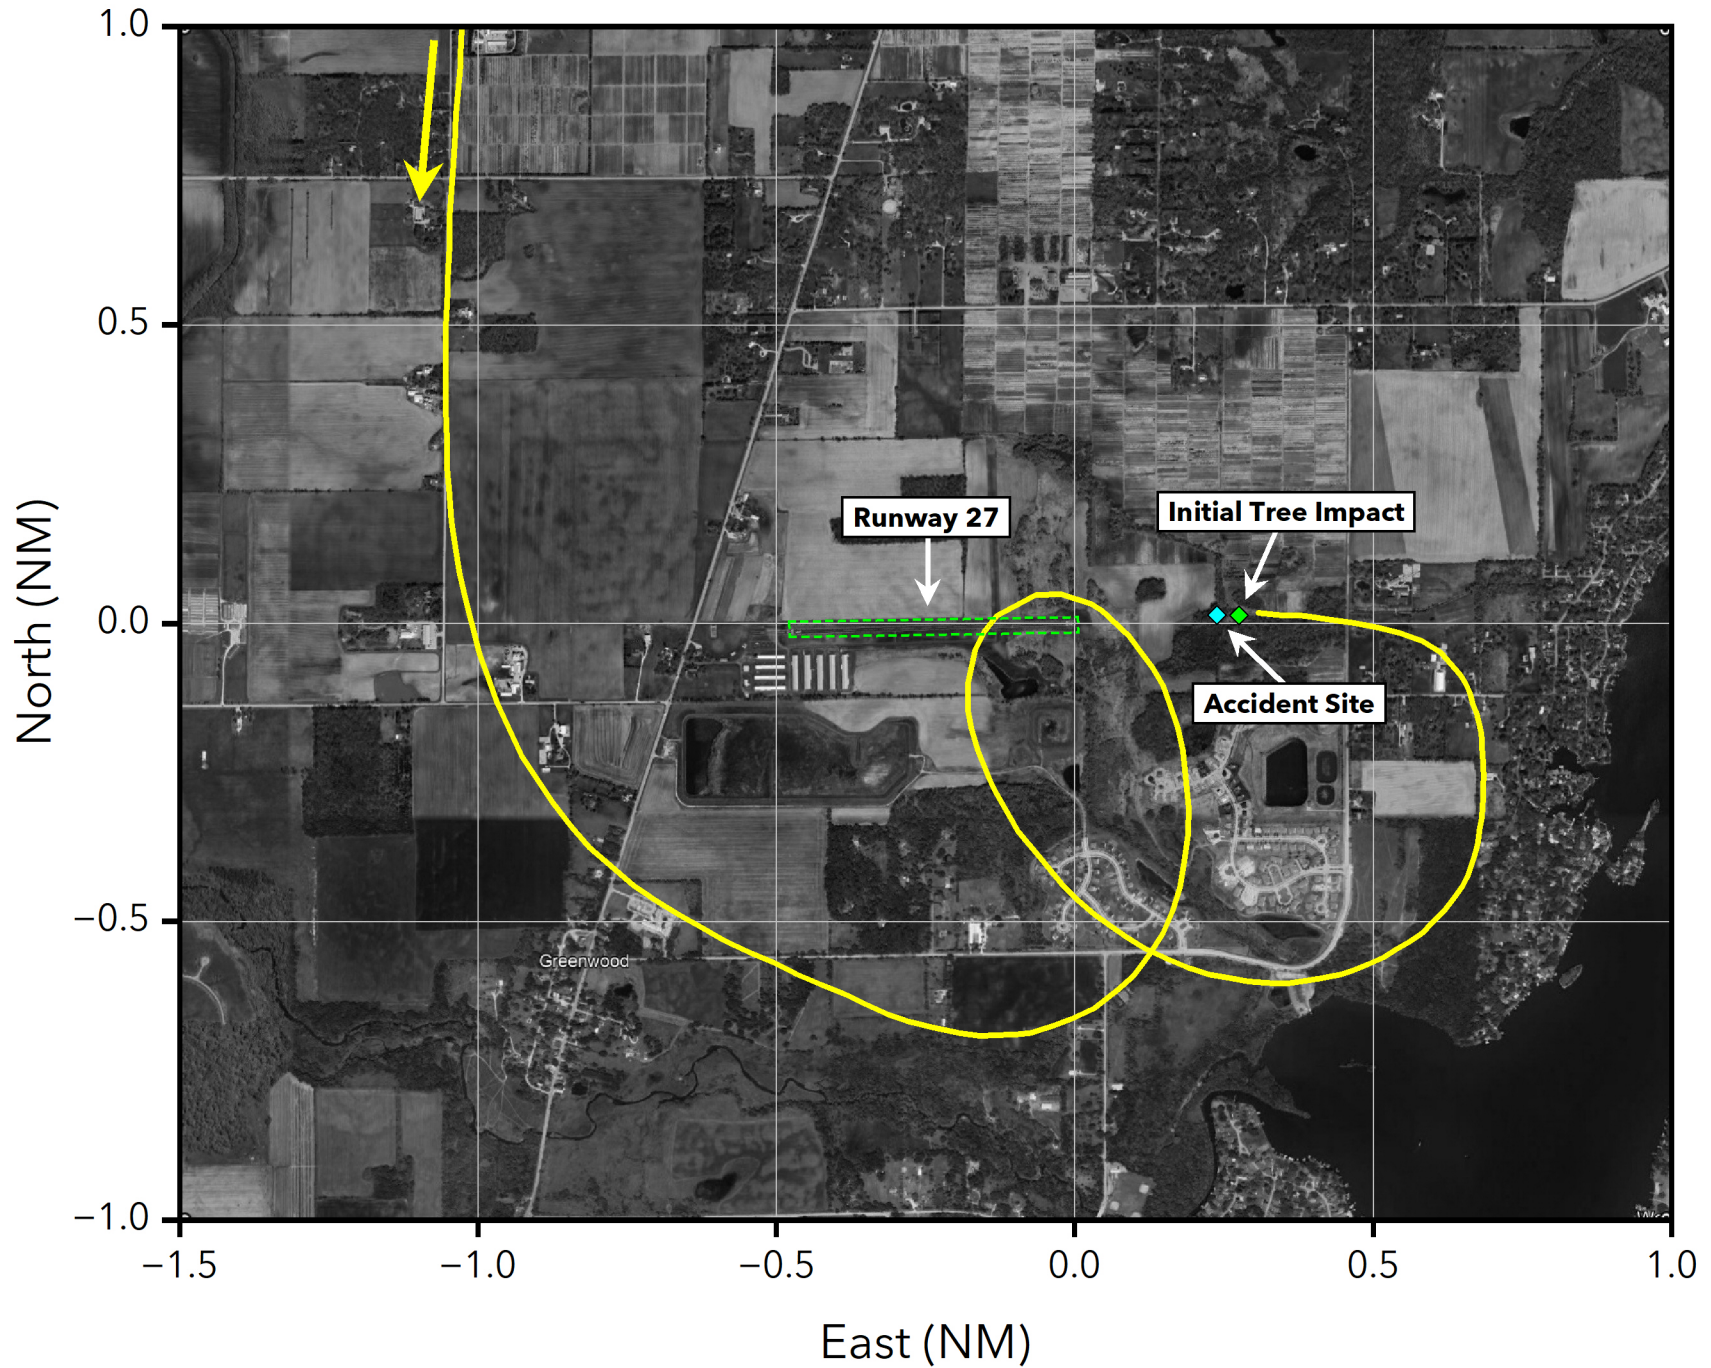 1.0
0.5
0.0
−0.5
−1.0
North (NM)
Runway 27
Initial Tree Impact
Accident Site
Greenwood
−1.5
−1.0
−0.5
0.0
0.5
1.0
East (NM)